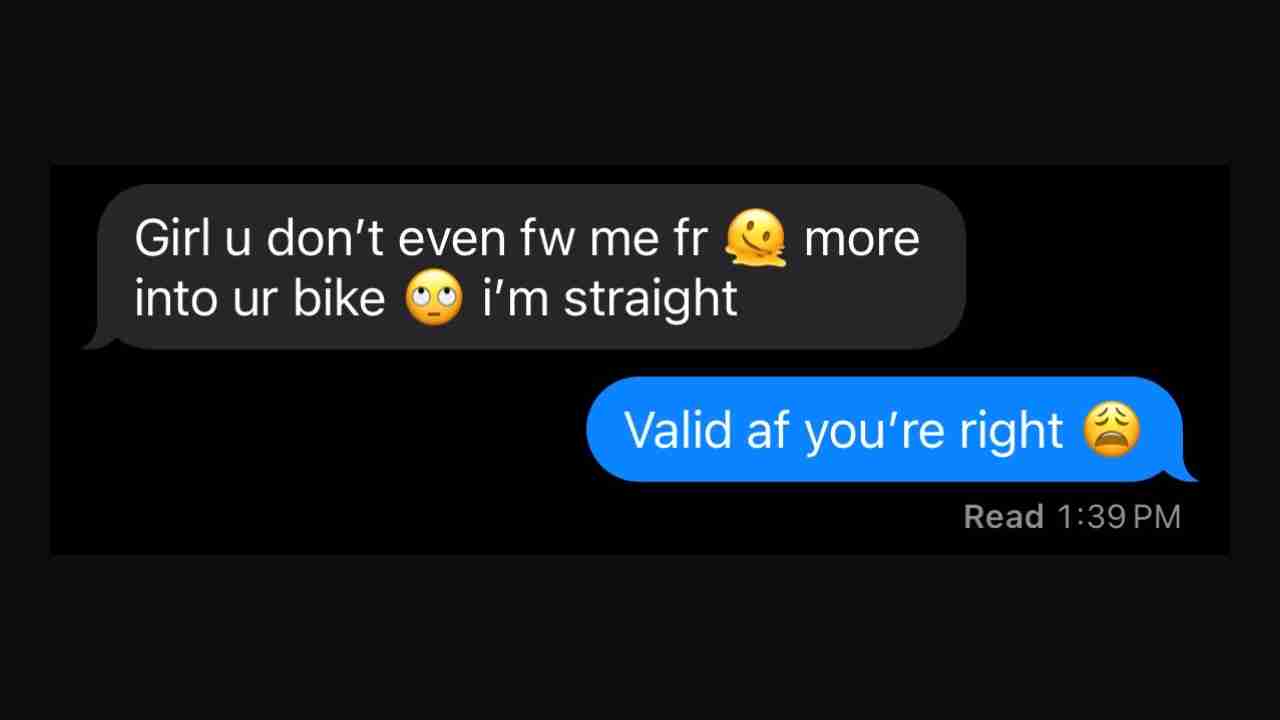 Girl u don’t even fw me fr 🫠 more
into ur bike 🙄 i’m straight
Valid af you’re right 😩
Read 1:39 PM